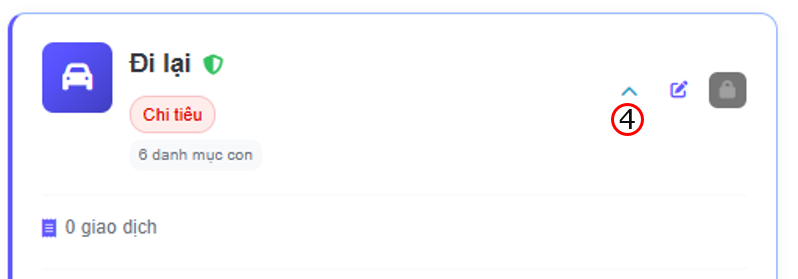 Đi lại
Chi tiêu
6 danh mục con
4
0 giao dịch